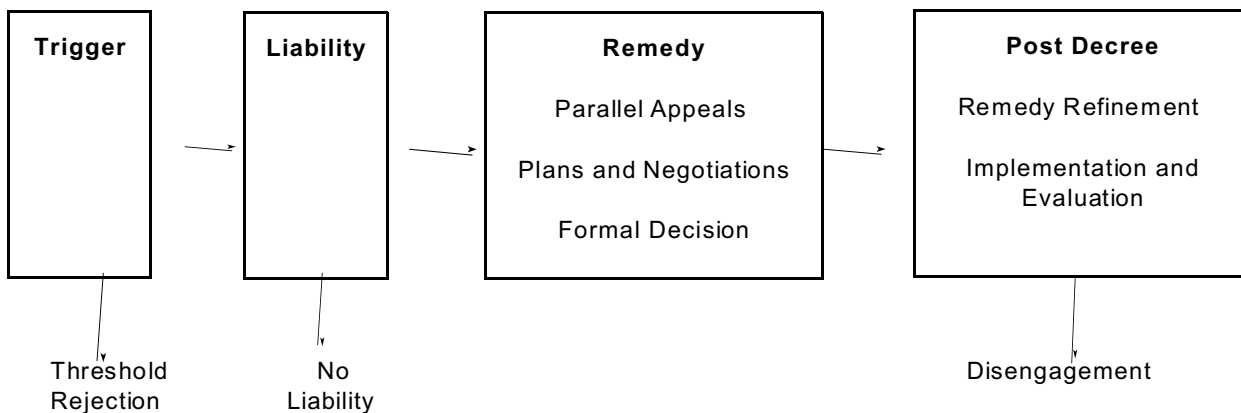 Trigger
Liability
Remedy
Parallel Appeals
Plans and Negotiations
Formal Decision
Post Decree
Remedy Refinement
Implementation and
Evaluation
Threshold
Rejection
No
Liability
Disengagement